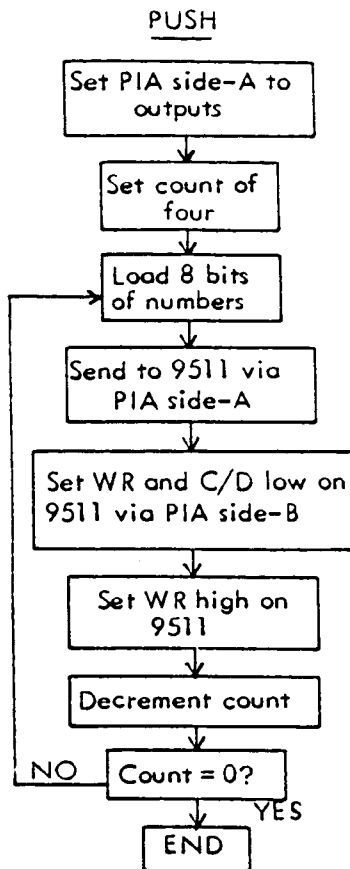 PUSH
Set PIA side-A to
outputs
Set count of
four
Load 8 bits
of numbers
Send to 9511 via
PIA side-A
Set WR and C/D low on
9511 via PIA side-B
Set WR high on
9511
Decrement count
NO
Count = 0?
YES
END